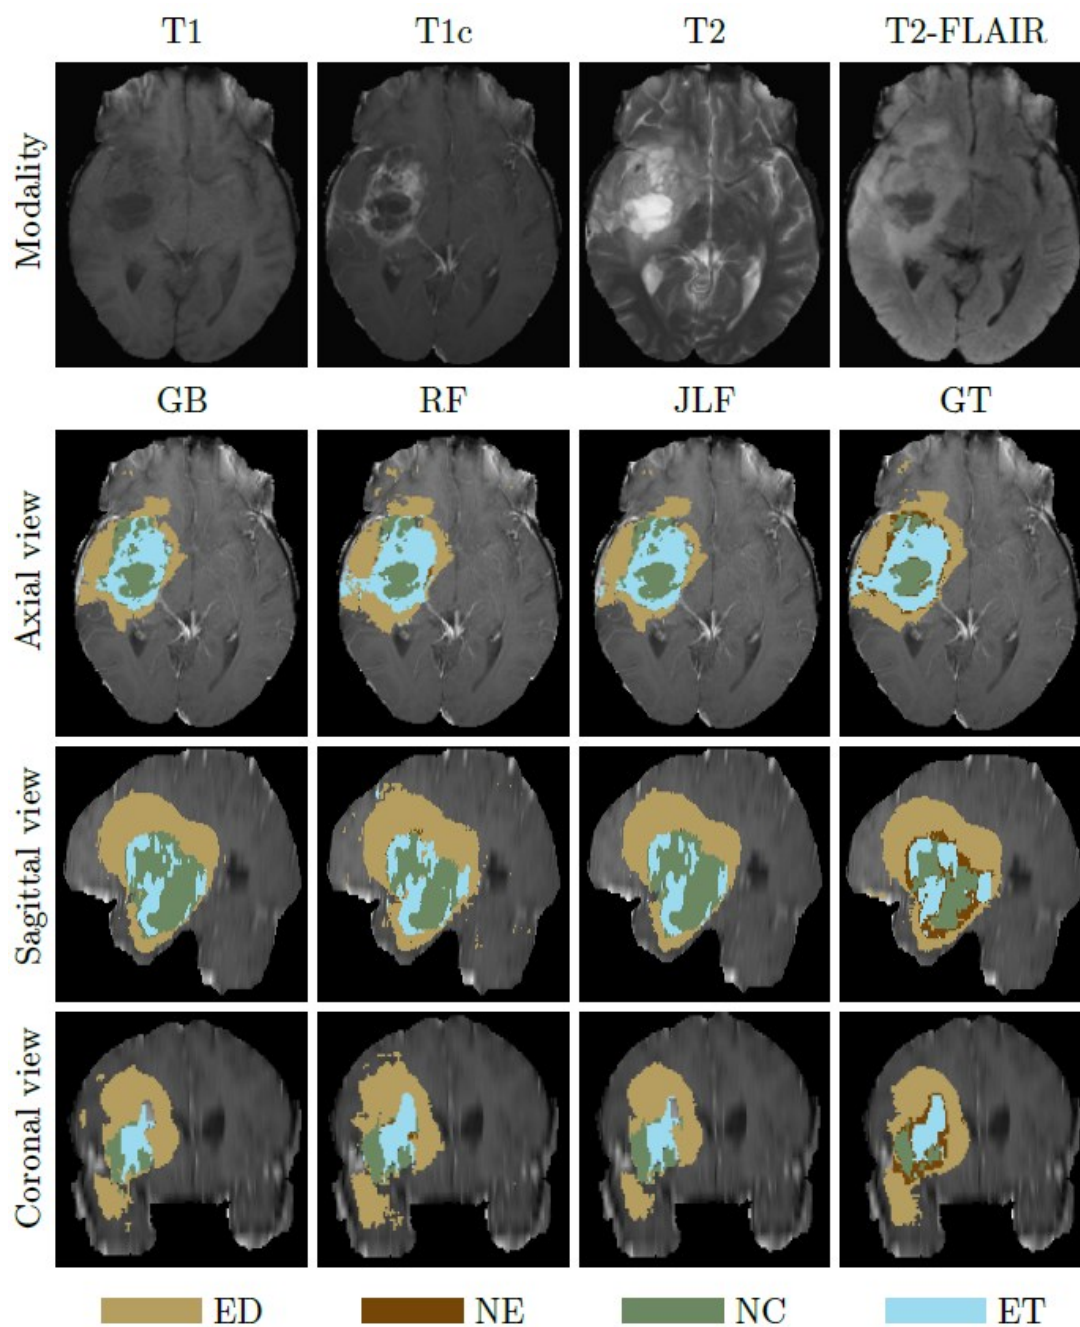 T1 T1c T2 T2-FLAIR
Modality
GB RF JLF GT
Axial view
Sagittal view
Coronal view
ED NE NC ET